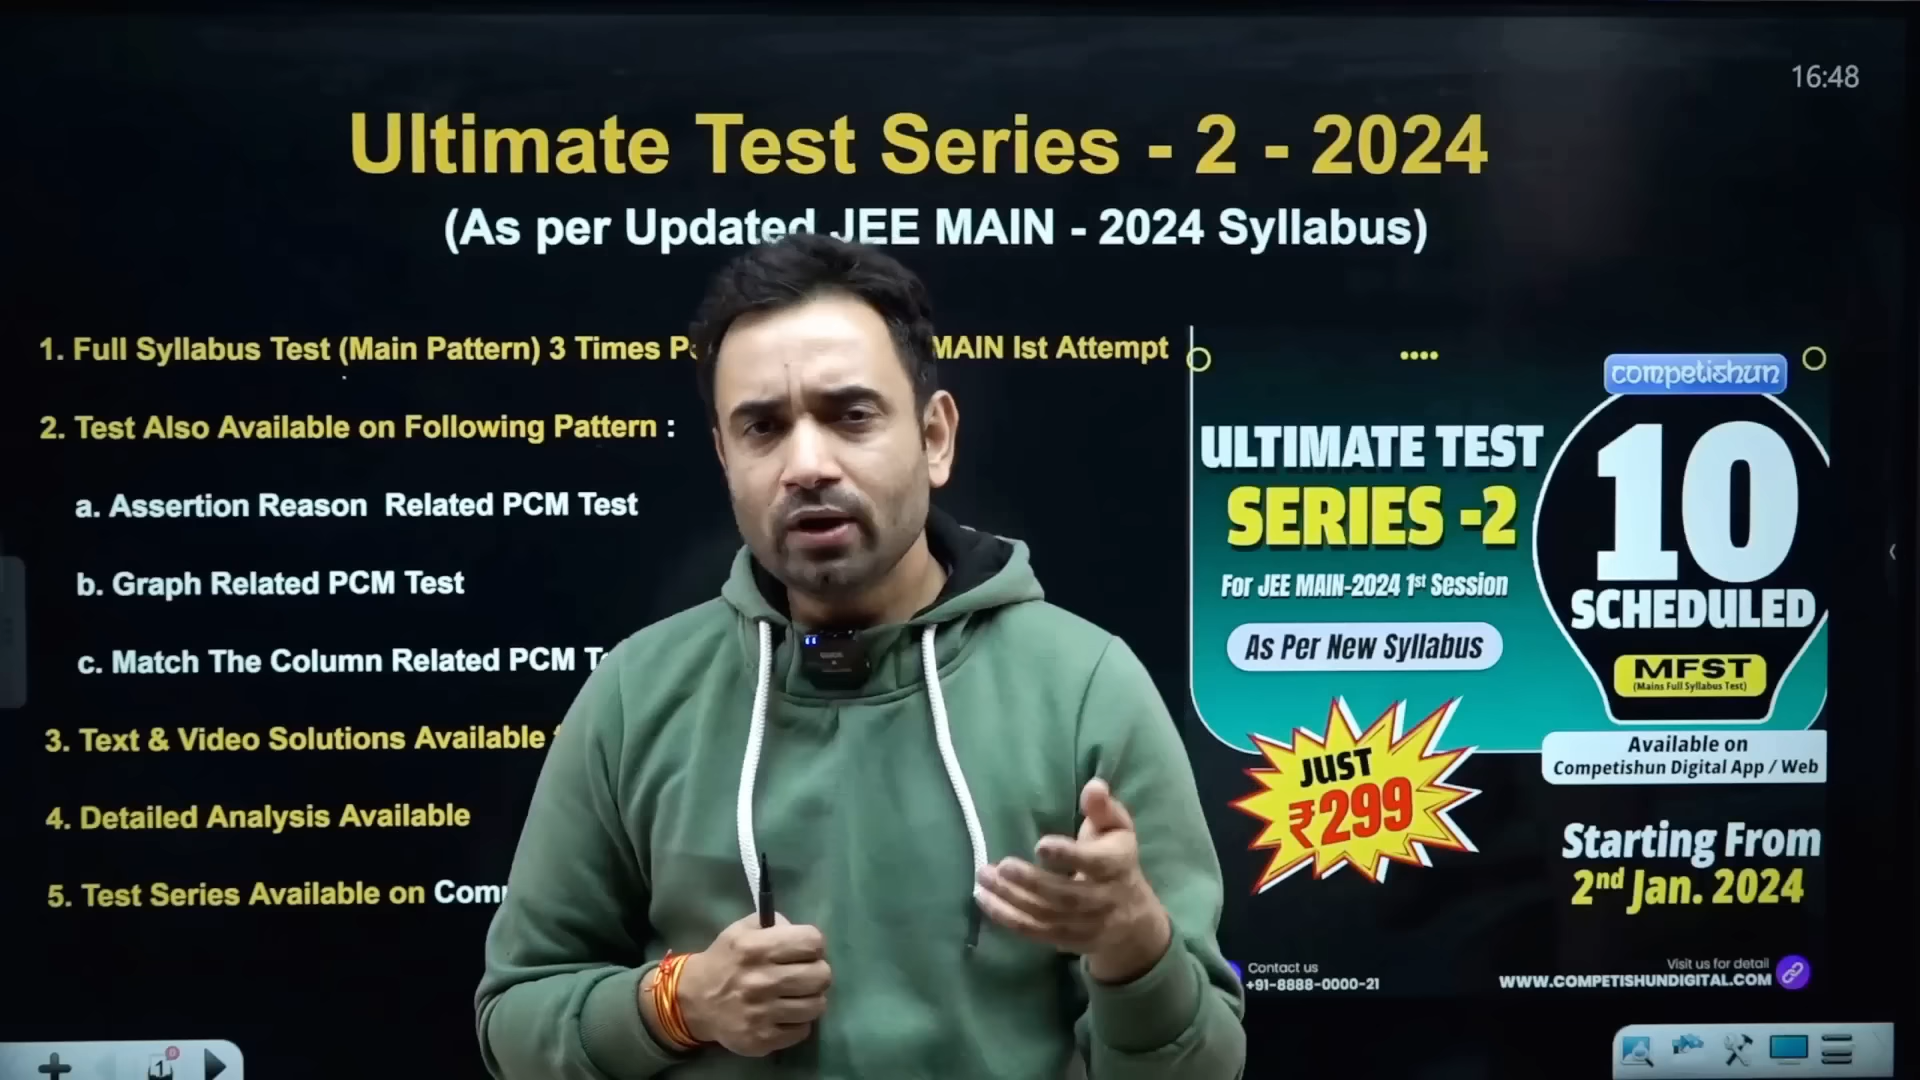 16:48
Ultimate Test Series - 2 - 2024
(As per Updated JEE MAIN - 2024 Syllabus)
1. Full Syllabus Test (Main Pattern) 3 Times MAIN Ist Attempt
2. Test Also Available on Following Pattern :
a. Assertion Reason Related PCM Test
b. Graph Related PCM Test
c. Match The Column Related PCM
3. Text & Video Solutions Available
4. Detailed Analysis Available
5. Test Series Available on
competishun
ULTIMATE TEST
SERIES -2
For JEE MAIN-2024 1st Session
As Per New Syllabus
10
SCHEDULED
MFST
(Mains Full Syllabus Test)
JUST
₹299
Available on
Competishun Digital App / Web
Starting From
2nd Jan. 2024
Contact us
+91-8888-0000-21
Visit us for detail
WWW.COMPETISHUNDIGITAL.COM
1